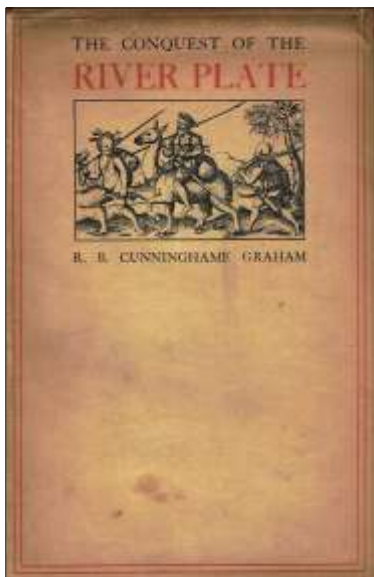 THE CONQUEST OF THE
RIVER PLATE
R. B. CUNNINGHAME GRAHAM